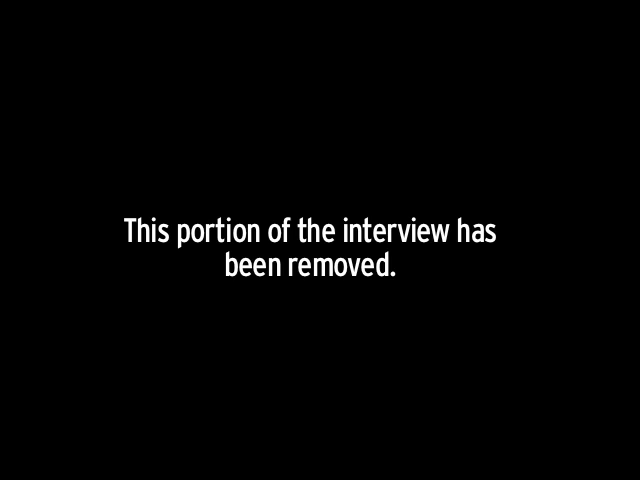 This portion of the interview has
been removed.